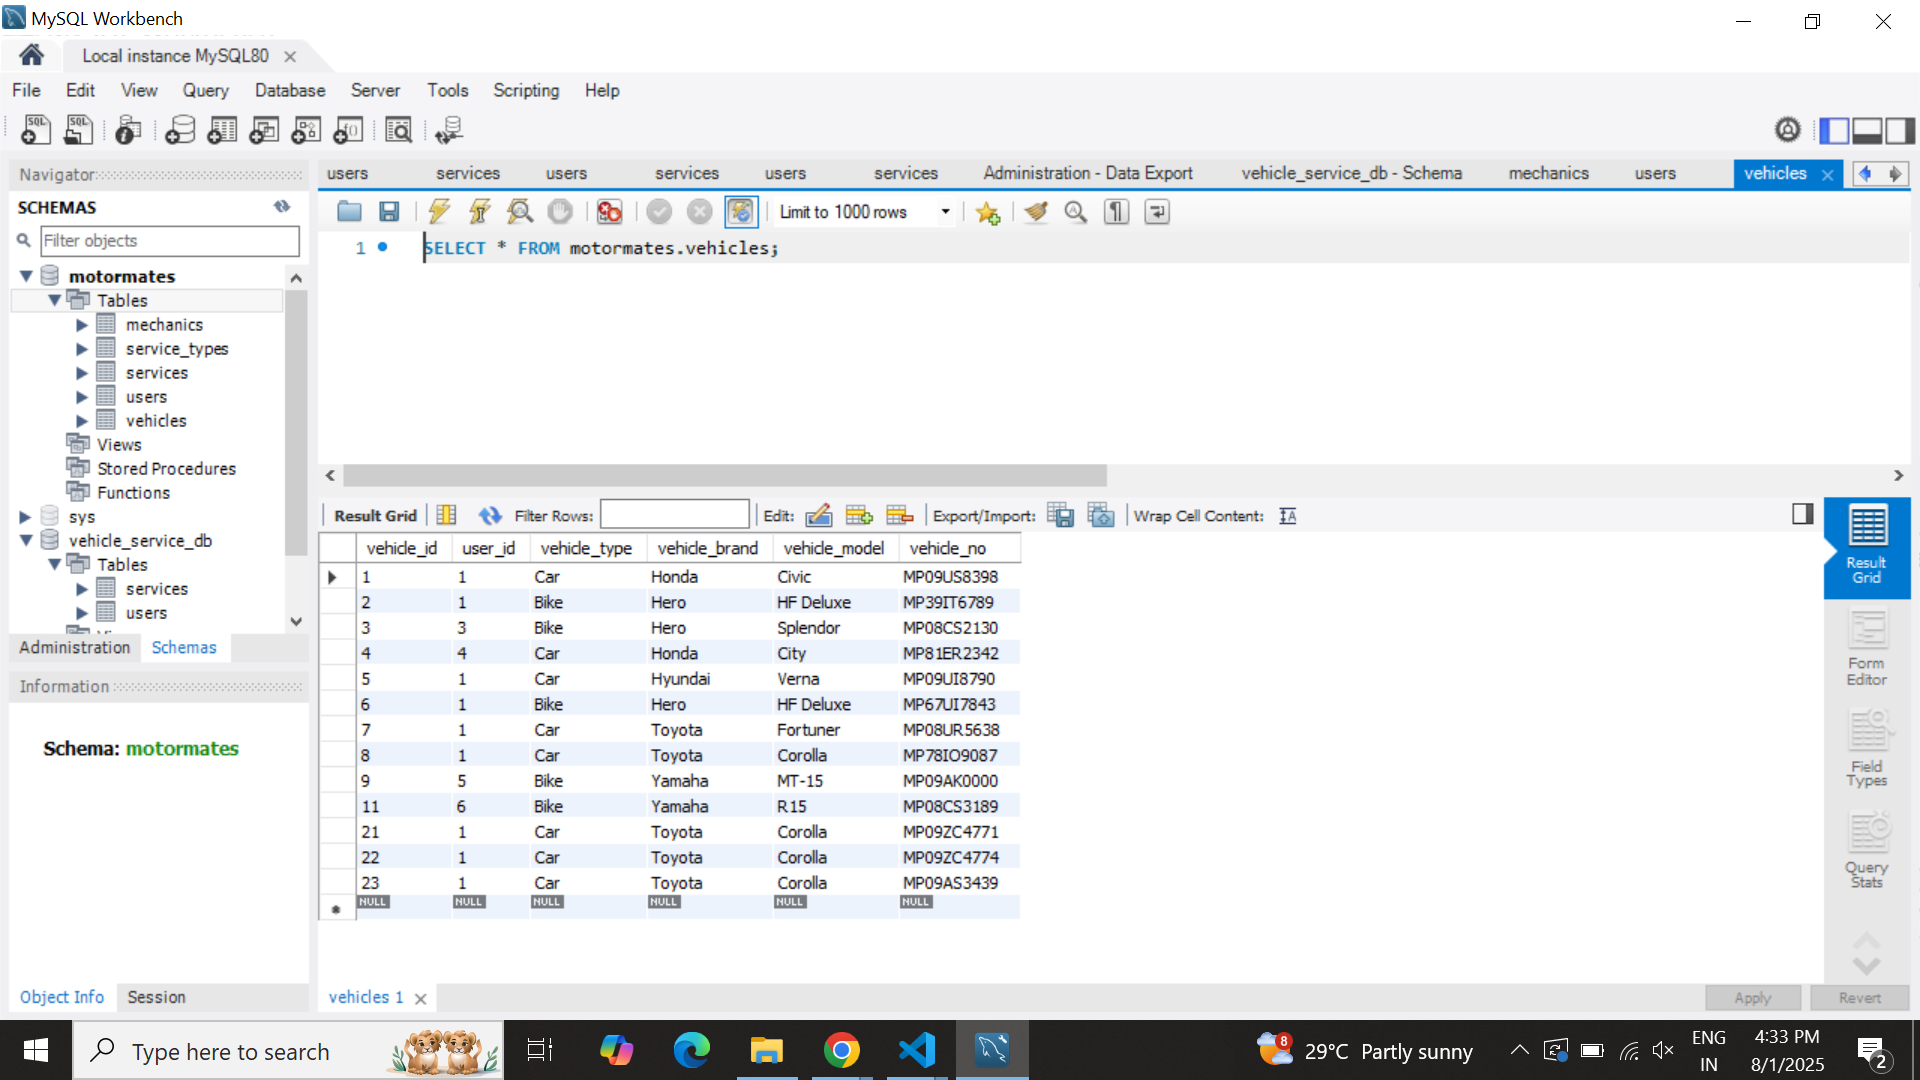 MySQL Workbench
Local instance MySQL80
File Edit View Query Database Server Tools Scripting Help
Navigator
SCHEMAS
Filter objects
motormates
Tables
mechanics
service_types
services
users
vehicles
Views
Stored Procedures
Functions
sys
vehicle_service_db
Tables
services
users
Administration Schemas
Information
Schema: motormates
Object Info Session
users services users services users services Administration - Data Export vehicle_service_db - Schema mechanics users vehicles
Limit to 1000 rows
1 SELECT * FROM motormates.vehicles;
Result Grid Filter Rows: Edit: Export/Import: Wrap Cell Content:
vehicle_id user_id vehicle_type vehicle_brand vehicle_model vehicle_no
1 1 Car Honda Civic MP09US8398
2 1 Bike Hero HF Deluxe MP39IT6789
3 3 Bike Hero Splendor MP08CS2130
4 4 Car Honda City MP81ER2342
5 1 Car Hyundai Verna MP09UI8790
6 1 Bike Hero HF Deluxe MP67UI7843
7 1 Car Toyota Fortuner MP08UR5638
8 1 Car Toyota Corolla MP78IO9087
9 5 Bike Yamaha MT-15 MP09AK0000
11 6 Bike Yamaha R15 MP08CS3189
21 1 Car Toyota Corolla MP09ZC4771
22 1 Car Toyota Corolla MP09ZC4774
23 1 Car Toyota Corolla MP09AS3439
NULL NULL NULL NULL NULL NULL
Result
Grid
Form
Editor
Field
Types
Query
Stats
vehicles 1
Apply Revert
Type here to search
8
29°C Partly sunny
ENG
IN
4:33 PM
8/1/2025
2